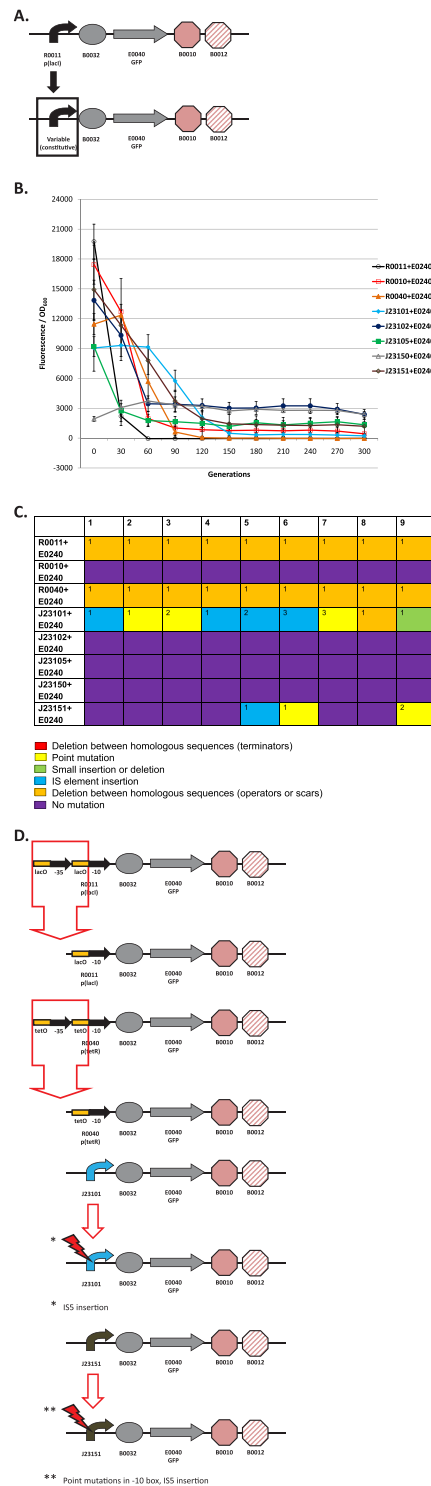 A.
R0011
p(lacI)
B0032
E0040
GFP
B0010
B0012
Variable
(constitutive)
B0032
E0040
GFP
B0010
B0012
B.
Fluorescence / OD600
24000
21000
18000
15000
12000
9000
6000
3000
0
-3000
0 30 60 90 120 150 180 210 240 270 300
Generations
R0011+E0240
R0010+E0240
R0040+E0240
J23101+E0240
J23102+E0240
J23105+E0240
J23150+E0240
J23151+E0240
C.
1 2 3 4 5 6 7 8 9
R0011+ 1 1 1 1 1 1 1 1 1
E0240
R0010+
E0240
R0040+ 1 1 1 1 1 1 1 1 1
E0240
J23101+ 1 1 2 1 2 3 3 1 1
E0240
J23102+
E0240
J23105+
E0240
J23150+
E0240
J23151+ 1 1 2
E0240
Deletion between homologous sequences (terminators)
Point mutation
Small insertion or deletion
IS element insertion
Deletion between homologous sequences (operators or scars)
No mutation
D.
lacO -35 lacO -10
R0011
p(lacI)
B0032
E0040
GFP
B0010
B0012
lacO -10
R0011
p(lacI)
B0032
E0040
GFP
B0010
B0012
tetO -35 tetO -10
R0040
p(tetR)
B0032
E0040
GFP
B0010
B0012
tetO -10
R0040
p(tetR)
B0032
E0040
GFP
B0010
B0012
J23101
B0032
E0040
GFP
B0010
B0012
*
J23101
B0032
E0040
GFP
B0010
B0012
* IS5 insertion
J23151
B0032
E0040
GFP
B0010
B0012
**
J23151
B0032
E0040
GFP
B0010
B0012
** Point mutations in -10 box, IS5 insertion